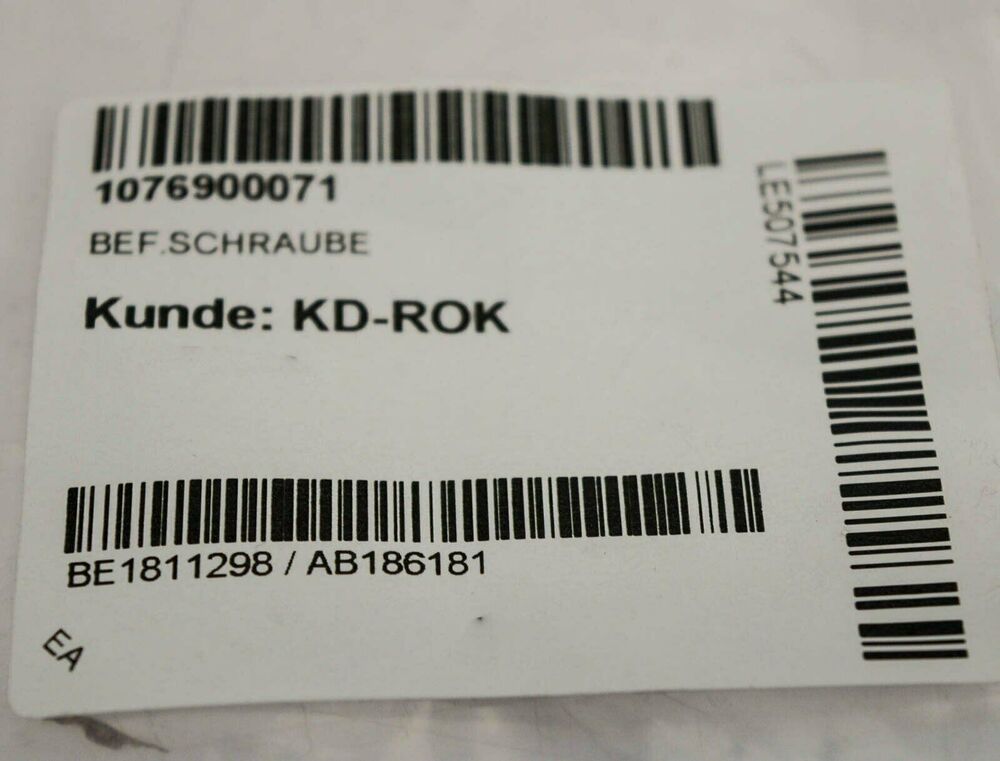 1076900071
BEF.SCHRAUBE
Kunde: KD-ROK
LE507544
BE1811298 / AB186181
EA